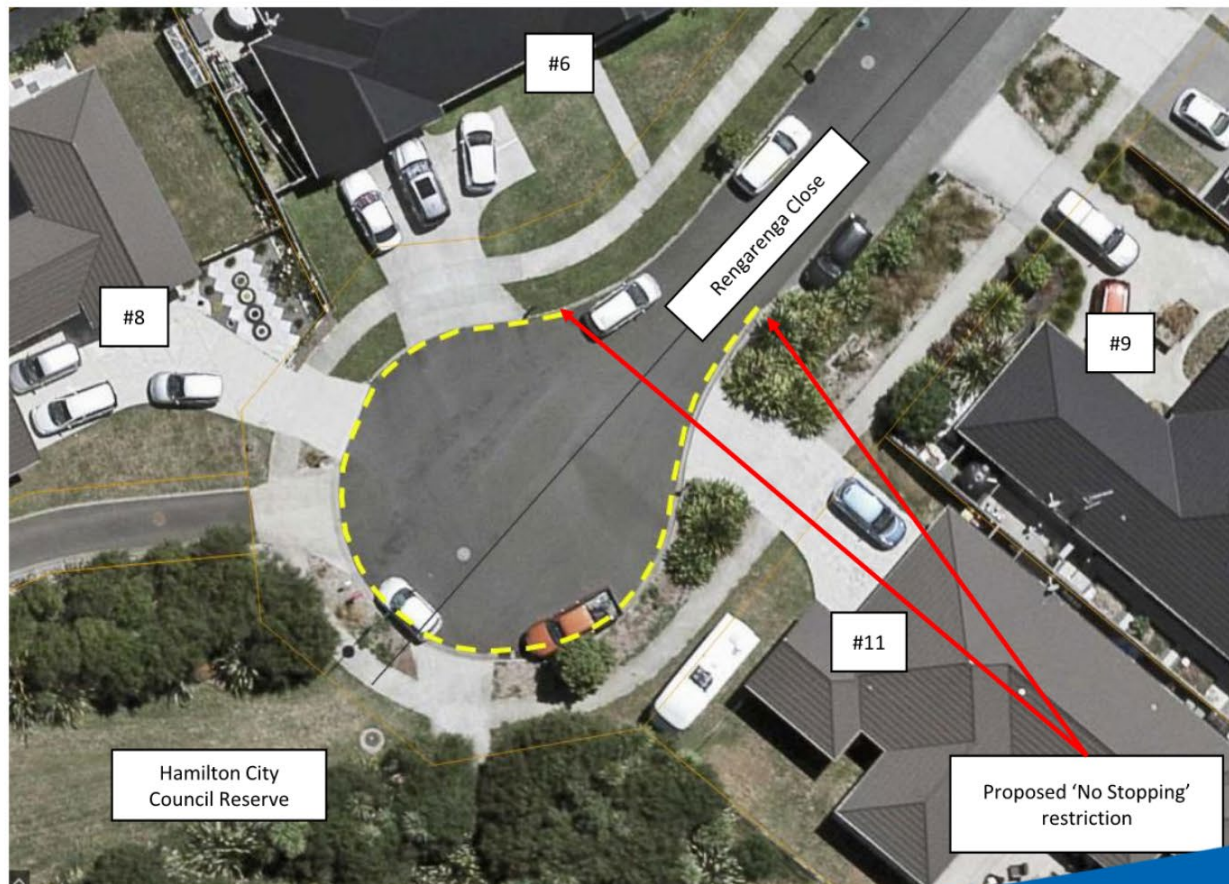 #6
Rengarenga Close
#8
#9
#11
Hamilton City
Council Reserve
Proposed ‘No Stopping’
restriction